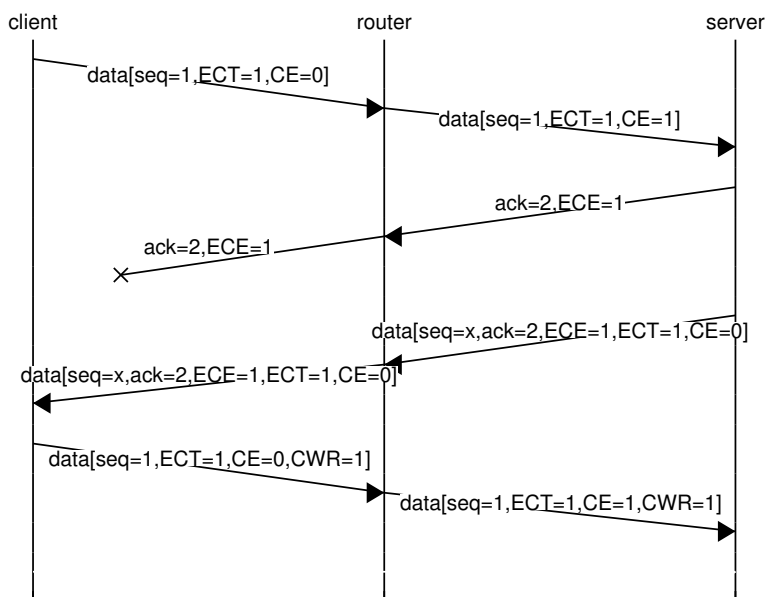 client router server
data[seq=1,ECT=1,CE=0]
data[seq=1,ECT=1,CE=1]
ack=2,ECE=1
ack=2,ECE=1
data[seq=x,ack=2,ECE=1,ECT=1,CE=0]
data[seq=x,ack=2,ECE=1,ECT=1,CE=0]
data[seq=1,ECT=1,CE=0,CWR=1]
data[seq=1,ECT=1,CE=1,CWR=1]